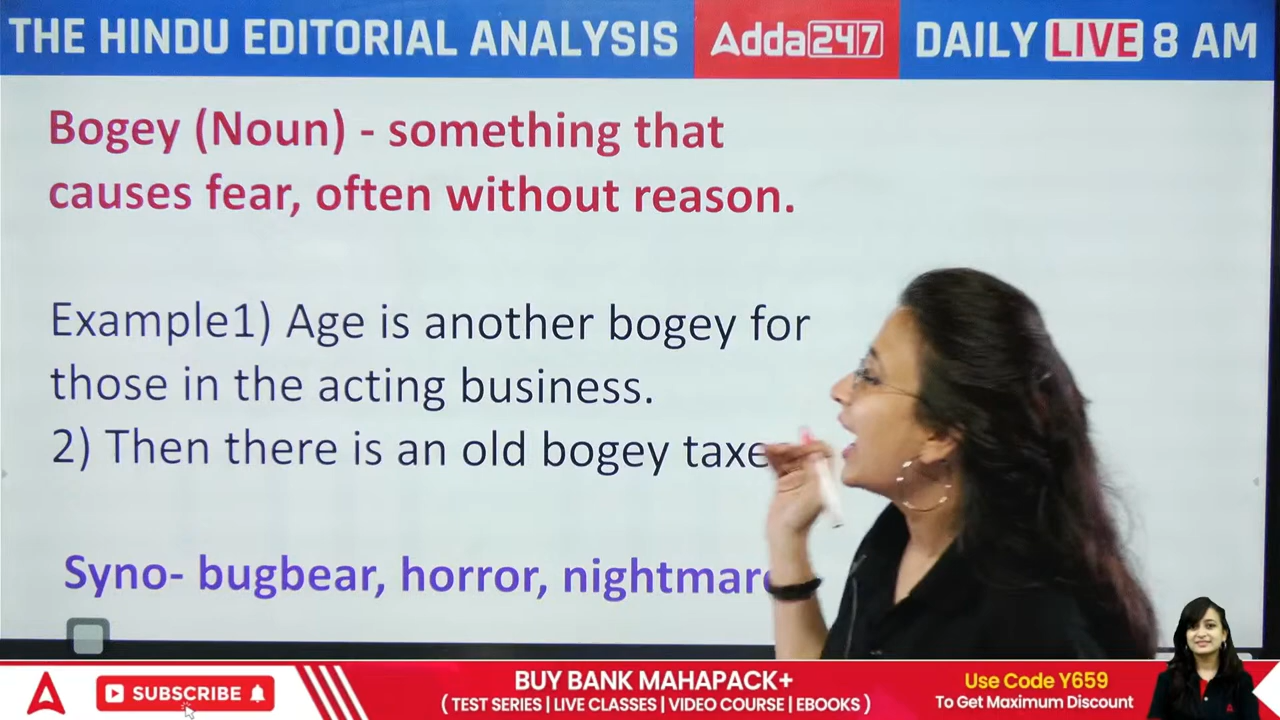 THE HINDU EDITORIAL ANALYSIS Adda247 DAILY LIVE 8 AM
Bogey (Noun) - something that
causes fear, often without reason.
Example1) Age is another bogey for
those in the acting business.
2) Then there is an old bogey taxe
Syno- bugbear, horror, nightmare
SUBSCRIBE
BUY BANK MAHAPACK+
( TEST SERIES | LIVE CLASSES | VIDEO COURSE | EBOOKS )
Use Code Y659
To Get Maximum Discount